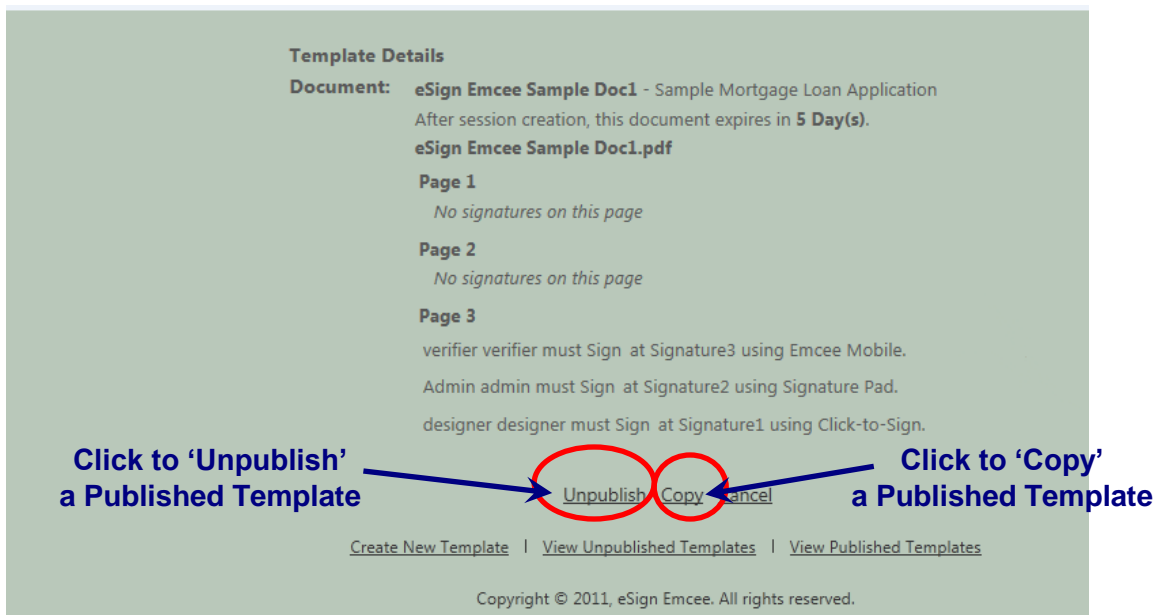 Template Details
Document: eSign Emcee Sample Doc1 - Sample Mortgage Loan Application
After session creation, this document expires in 5 Day(s).
eSign Emcee Sample Doc1.pdf
Page 1
No signatures on this page
Page 2
No signatures on this page
Page 3
verifier verifier must Sign at Signature3 using Emcee Mobile.
Admin admin must Sign at Signature2 using Signature Pad.
designer designer must Sign at Signature1 using Click-to-Sign.
Click to ‘Unpublish’
a Published Template
Click to ‘Copy’
a Published Template
Unpublish Copy Cancel
Create New Template | View Unpublished Templates | View Published Templates
Copyright © 2011, eSign Emcee. All rights reserved.